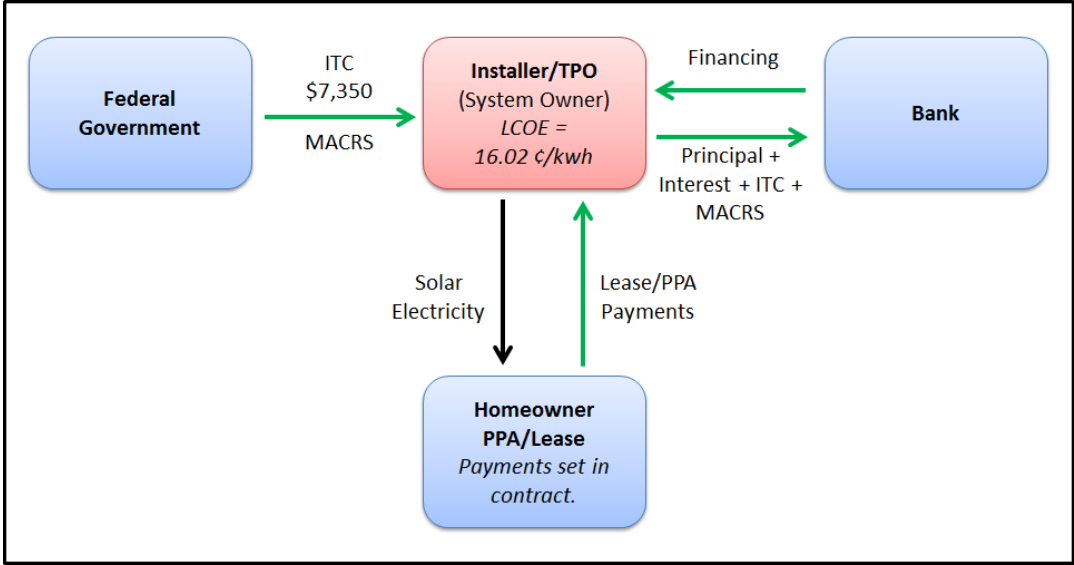 Federal
Government
ITC
$7,350
MACRS
Installer/TPO
(System Owner)
LCOE =
16.02 ¢/kwh
Financing
Principal +
Interest + ITC +
MACRS
Bank
Solar
Electricity
Lease/PPA
Payments
Homeowner
PPA/Lease
Payments set in
contract.